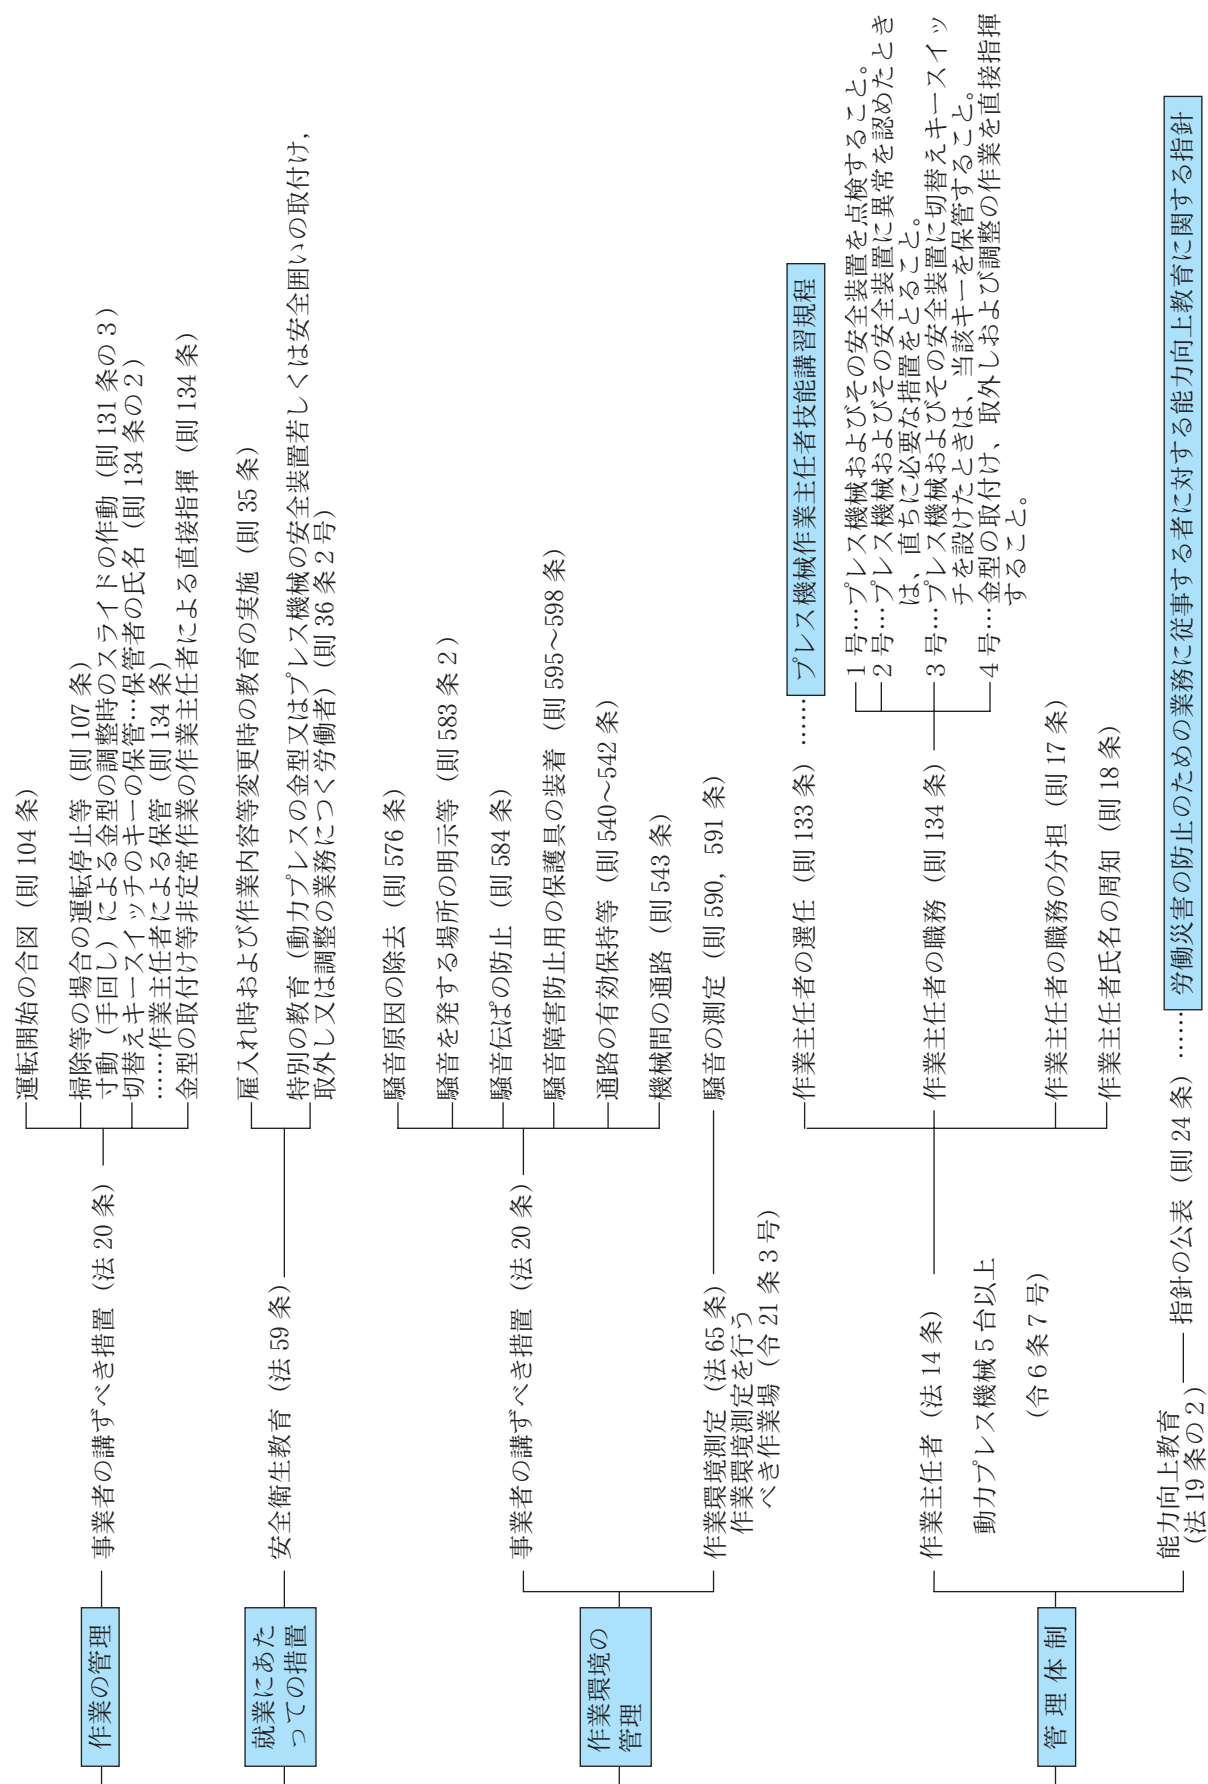 作業の管理
事業者の講ずべき措置（法 20 条）
運転開始の合図（則 104 条）
掃除等の場合の運転停止等（則 107 条）
寸動（手回し）による金型の調整時のスライドの作動（則 131 条の３）
切替えキースイッチのキーの保管…保管者の氏名（則 134 条の２）
……作業主任者による保管（則 134 条）
金型の取付け等非定常作業の作業主任者による直接指揮（則 134 条）
就業にあた
っての措置
安全衛生教育（法 59 条）
雇入れ時および作業内容等変更時の教育の実施（則 35 条）
特別の教育（動力プレスの金型又はプレス機械の安全装置若しくは安全囲いの取付け，
取外し又は調整の業務につく労働者）（則 36 条２号）
作業環境の
管理
事業者の講ずべき措置（法 20 条）
騒音原因の除去（則 576 条）
騒音を発する場所の明示等（則 583 条２）
騒音伝ぱの防止（則 584 条）
騒音障害防止用の保護具の装着（則 595～598 条）
通路の有効保持等（則 540～542 条）
機械間の通路（則 543 条）
作業環境測定（法 65 条）
作業環境測定を行う
べき作業場（令 21 条３号）
騒音の測定（則 590，591 条）
管 理 体 制
作業主任者（法 14 条）
動力プレス機械５台以上
（令６条７号）
作業主任者の選任（則 133 条）……プレス機械作業主任者技能講習規程
作業主任者の職務（則 134 条）
１号…プレス機械およびその安全装置を点検すること。
２号…プレス機械およびその安全装置に異常を認めたとき
は、直ちに必要な措置をとること。
３号…プレス機械およびその安全装置に切替えキースイッ
チを設けたときは、当該キーを保管すること。
４号…金型の取付け、取外しおよび調整の作業を直接指揮
すること。
作業主任者の職務の分担（則 17 条）
作業主任者氏名の周知（則 18 条）
能力向上教育
（法 19 条の２）
指針の公表（則 24 条）……労働災害の防止のための業務に従事する者に対する能力向上教育に関する指針